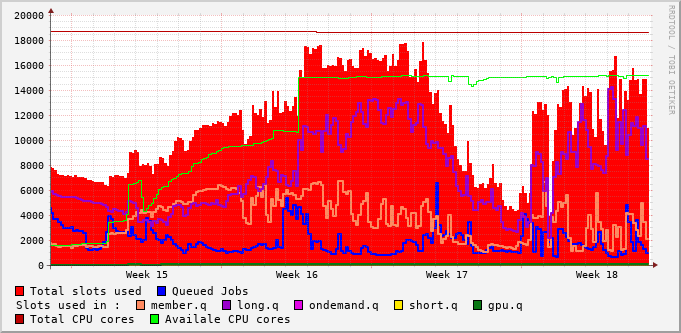 20000
18000
16000
14000
12000
10000
8000
6000
4000
2000
0
Week 15 Week 16 Week 17 Week 18
RRDTOOL / TOBI OETIKER
Total slots used Queued Jobs
Slots used in : member.q long.q ondemand.q short.q gpu.q
Total CPU cores Availale CPU cores